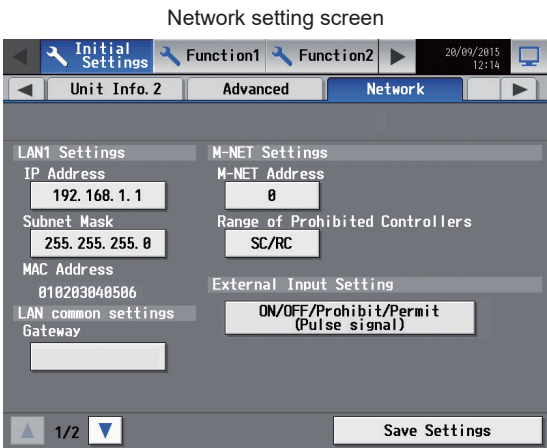 Network setting screen
Initial Settings
Function1
Function2
20/09/2015
12:14
Unit Info.2
Advanced
Network
LAN1 Settings
IP Address
192.168.1.1
Subnet Mask
255.255.255.0
MAC Address
010203040506
LAN common settings
Gateway
M-NET Settings
M-NET Address
0
Range of Prohibited Controllers
SC/RC
External Input Setting
ON/OFF/Prohibit/Permit
(Pulse signal)
1/2
Save Settings